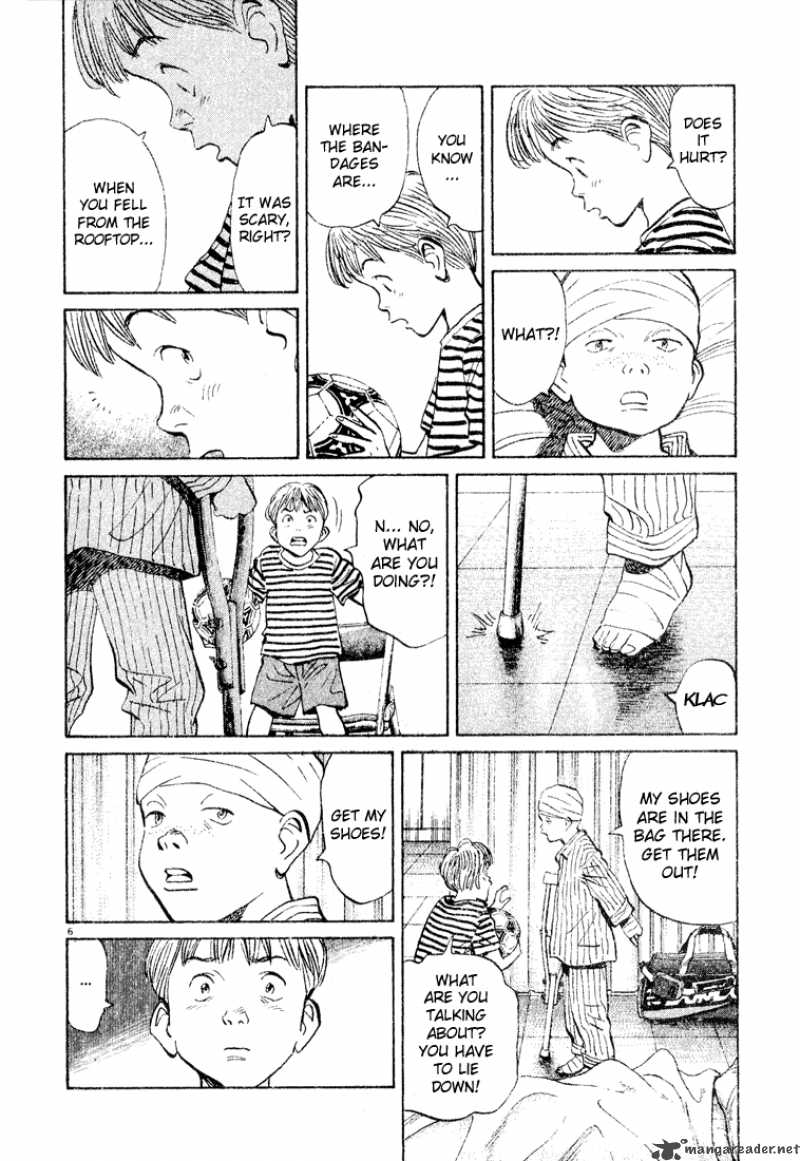 DOES
IT
HURT?
YOU
KNOW
...
WHERE
THE BAN-
DAGES
ARE...
IT WAS
SCARY,
RIGHT?
WHEN
YOU FELL
FROM THE
ROOFTOP...
WHAT?!
KLAC
N... NO,
WHAT
ARE YOU
DOING?!
MY SHOES
ARE IN THE
BAG THERE.
GET THEM
OUT!
WHAT
ARE YOU
TALKING
ABOUT?
YOU HAVE
TO LIE
DOWN!
GET MY
SHOES!
6
...
mangareader.net